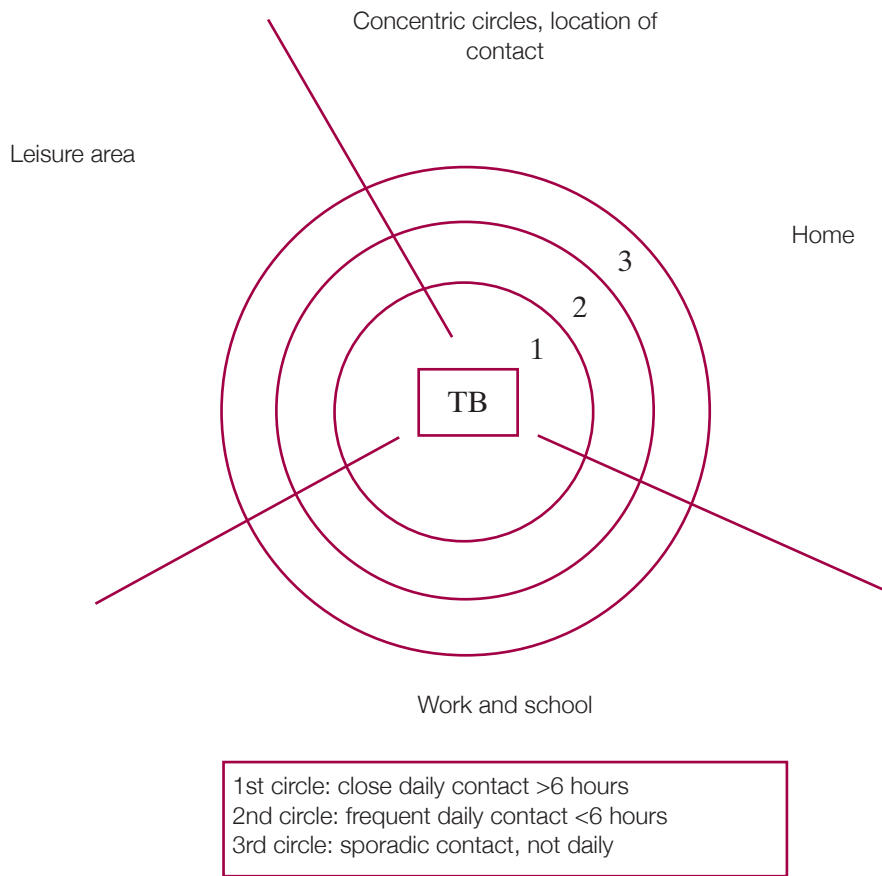 Concentric circles, location of
contact
Leisure area
Home
3
2
1
TB
Work and school
1st circle: close daily contact >6 hours
2nd circle: frequent daily contact <6 hours
3rd circle: sporadic contact, not daily